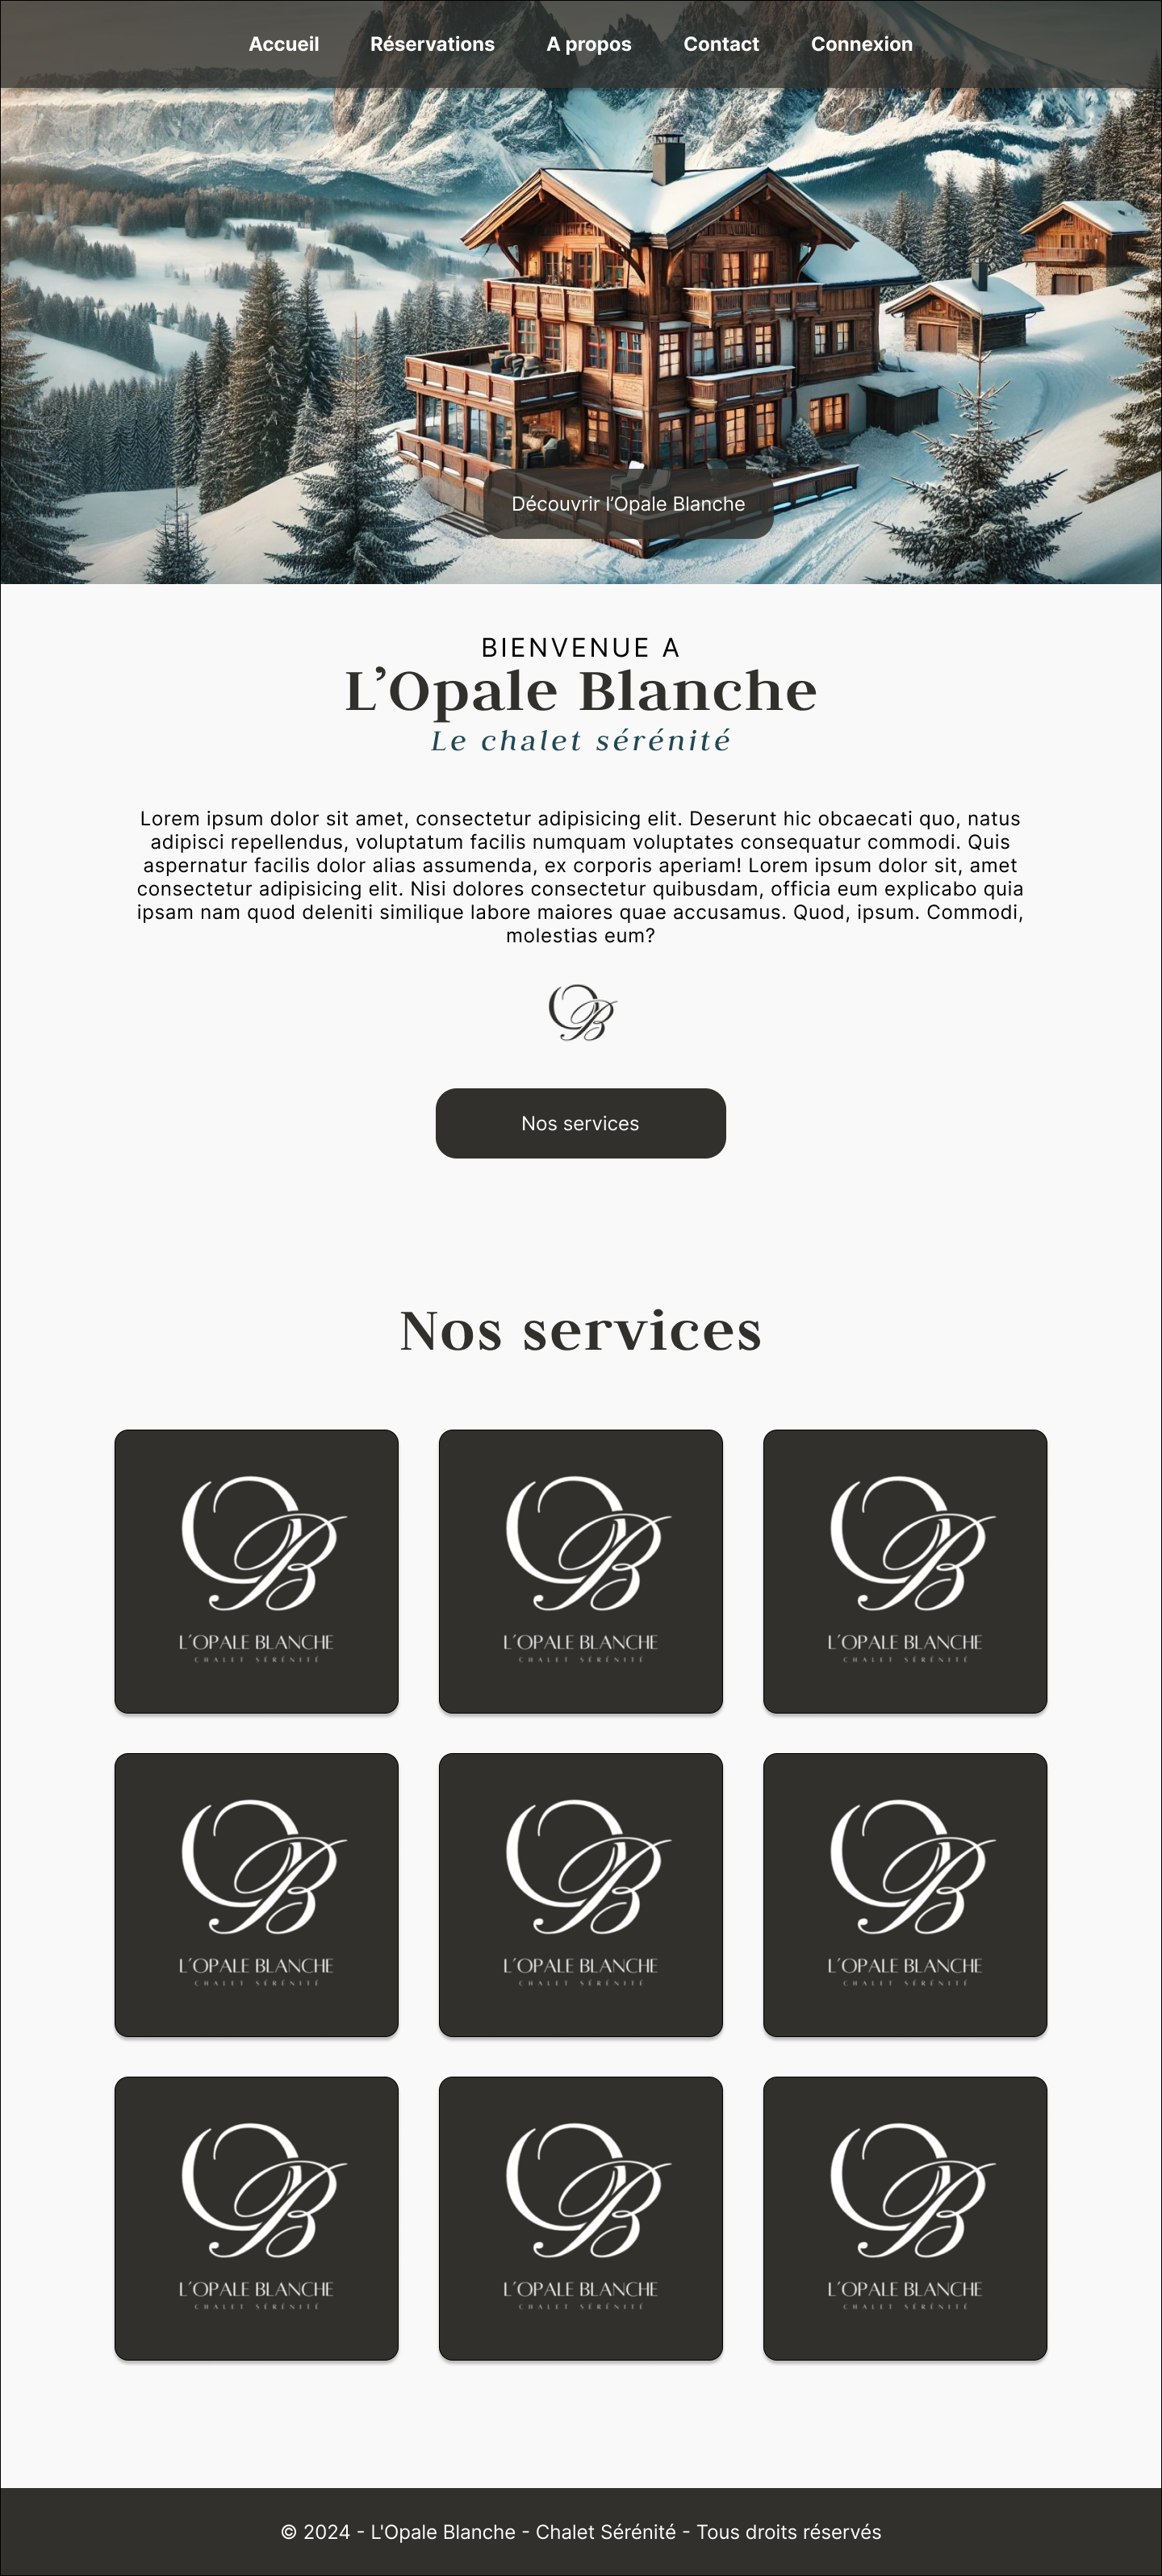 Accueil Réservations A propos Contact Connexion
Découvrir l’Opale Blanche
BIENVENUE A
L’Opale Blanche
Le chalet sérénité
Lorem ipsum dolor sit amet, consectetur adipisicing elit. Deserunt hic obcaecati quo, natus
adipisci repellendus, voluptatum facilis numquam voluptates consequatur commodi. Quis
aspernatur facilis dolor alias assumenda, ex corporis aperiam! Lorem ipsum dolor sit, amet
consectetur adipisicing elit. Nisi dolores consectetur quibusdam, officia eum explicabo quia
ipsam nam quod deleniti similique labore maiores quae accusamus. Quod, ipsum. Commodi,
molestias eum?
OB
Nos services
Nos services
OB OB OB
L'OPALE BLANCHE L'OPALE BLANCHE L'OPALE BLANCHE
CHALET SÉRÉNITÉ CHALET SÉRÉNITÉ CHALET SÉRÉNITÉ
OB OB OB
L'OPALE BLANCHE L'OPALE BLANCHE L'OPALE BLANCHE
CHALET SÉRÉNITÉ CHALET SÉRÉNITÉ CHALET SÉRÉNITÉ
OB OB OB
L'OPALE BLANCHE L'OPALE BLANCHE L'OPALE BLANCHE
CHALET SÉRÉNITÉ CHALET SÉRÉNITÉ CHALET SÉRÉNITÉ
© 2024 - L'Opale Blanche - Chalet Sérénité - Tous droits réservés